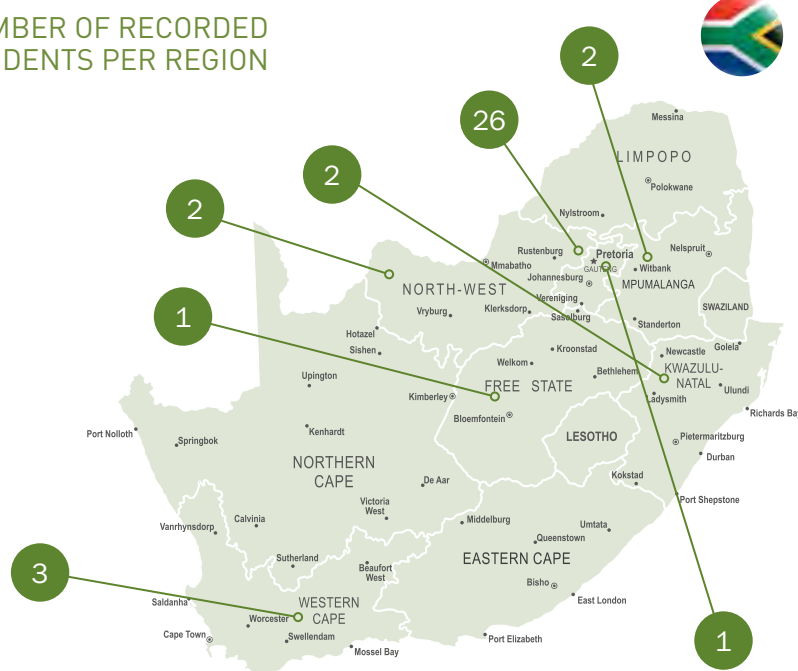 MBER OF RECORDED
DENTS PER REGION
2
26
2
2
1
3
1
Messina
LIMPOPO
Polokwane
Nylstroom
Rustenburg
Pretoria
Nelspruit
Mmabatho
GAUTENG
Witbank
Johannesburg
MPUMALANGA
NORTH-WEST
Vereniging
SWAZILAND
Vryburg
Klerksdorp
Sasolburg
Standerton
Hotazel
Sishen
Kroonstad
Newcastle
Golela
Welkom
KWAZULU-
NATAL
Upington
Bethlehem
FREE STATE
Ulundi
Kimberley
Ladysmith
Richards Ba
Bloemfontein
Port Nolloth
Springbok
Kenhardt
LESOTHO
Pietermaritzburg
Durban
NORTHERN
CAPE
De Aar
Kokstad
Port Shepstone
Victoria
West
Vanrhynsdorp
Calvinia
Middelburg
Umtata
Queenstown
Sutherland
EASTERN CAPE
Beaufort
West
Bisho
Saldanha
WESTERN
CAPE
East London
Worcester
Cape Town
Swellendam
Port Elizabeth
Mossel Bay